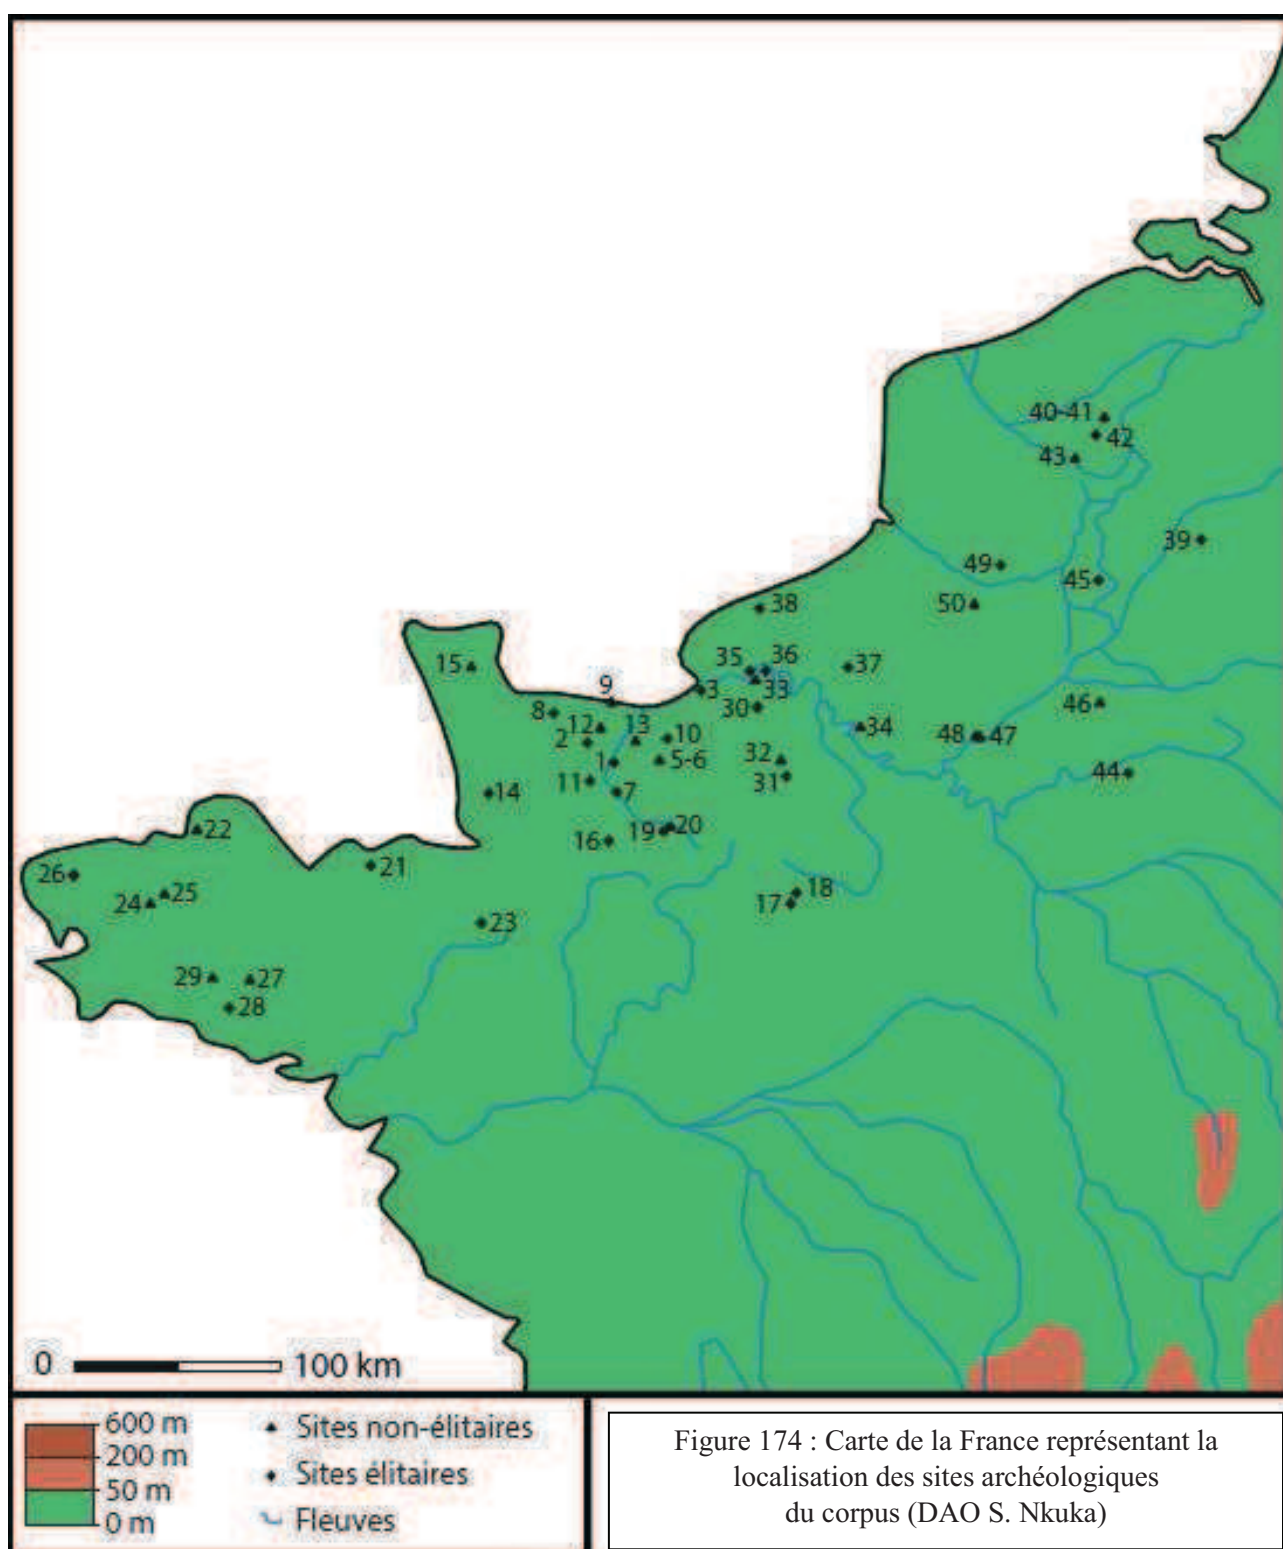 40-41
42
43
39
49
45
50
38
35 36
37
15
9
3 33
30
46
8 12 13 10
34
2
48 47
1 5-6 32
44
11 7 31
14
19 20
22
16
21
26
25
18
24
17
23
29 27
28
0 100 km
600 m
200 m
50 m
0 m
Sites non-élitaires
Sites élitaires
Fleuves
Figure 174 : Carte de la France représentant la
localisation des sites archéologiques
du corpus (DAO S. Nkuka)